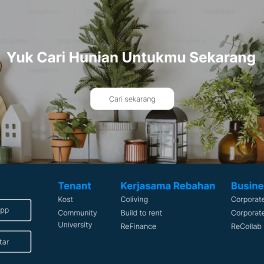 Yuk Cari Hunian Untukmu Sekarang
Cari sekarang
Tenant
Kost
Community
University
Kerjasama Rebahan
Coliving
Build to rent
ReFinance
Busine
Corporate
Corporate
ReCollab
pp
tar